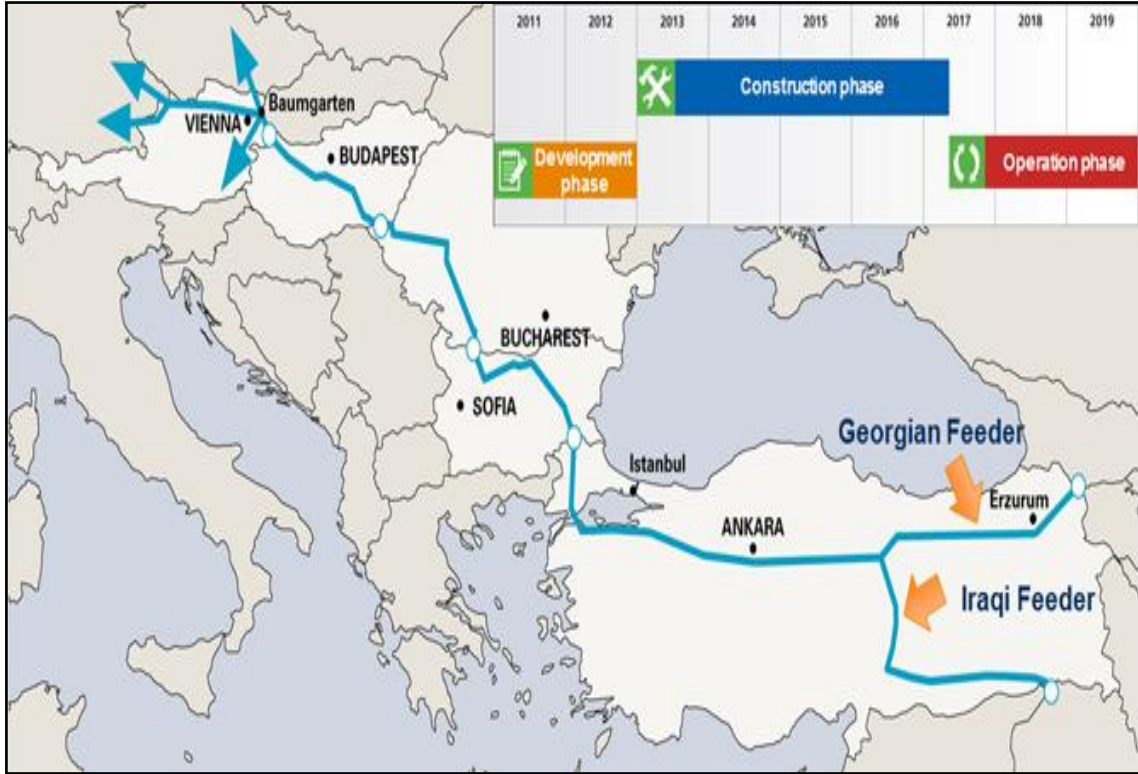 2011 2012 2013 2014 2015 2016 2017 2018 2019
Construction phase
Development
phase
Operation phase
Baumgarten
VIENNA
BUDAPEST
BUCHAREST
SOFIA
Istanbul
ANKARA
Georgian Feeder
Erzurum
Iraqi Feeder